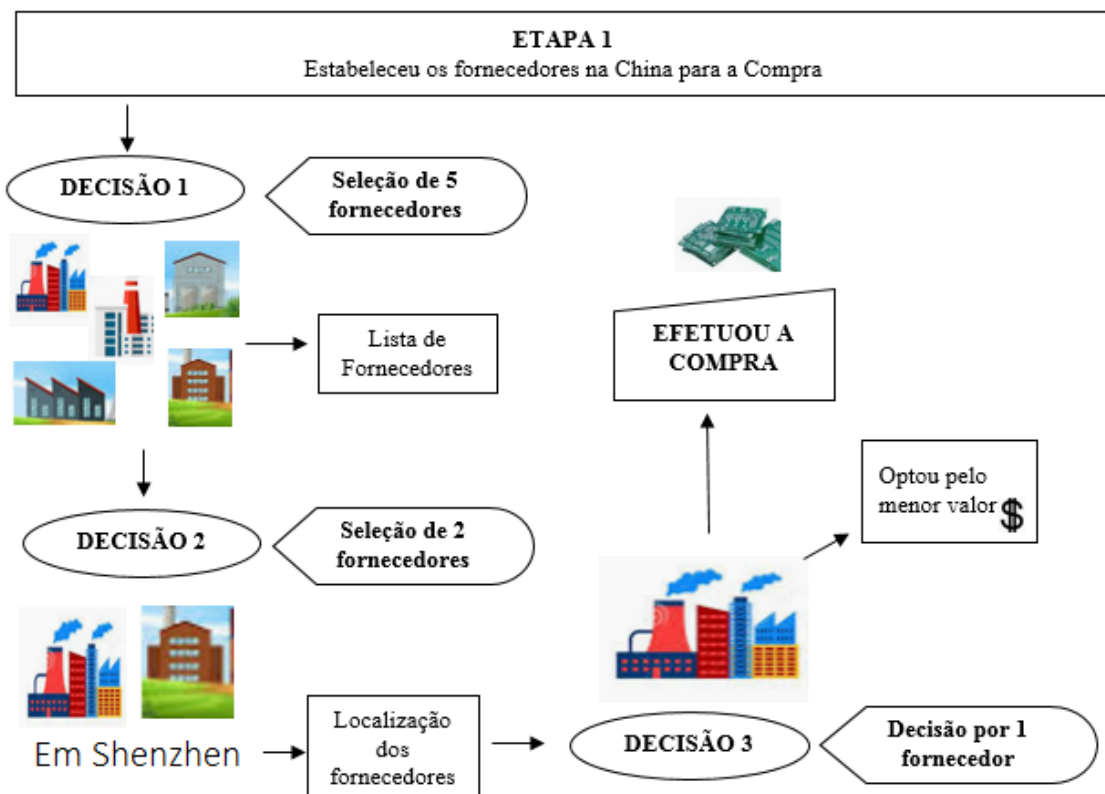 ETAPA 1
Estabeleceu os fornecedores na China para a Compra
DECISÃO 1
Seleção de 5
fornecedores
Lista de
Fornecedores
DECISÃO 2
Seleção de 2
fornecedores
Em Shenzhen
Localização
dos
fornecedores
DECISÃO 3
Decisão por 1
fornecedor
Optou pelo
menor valor $
EFETUOU A
COMPRA